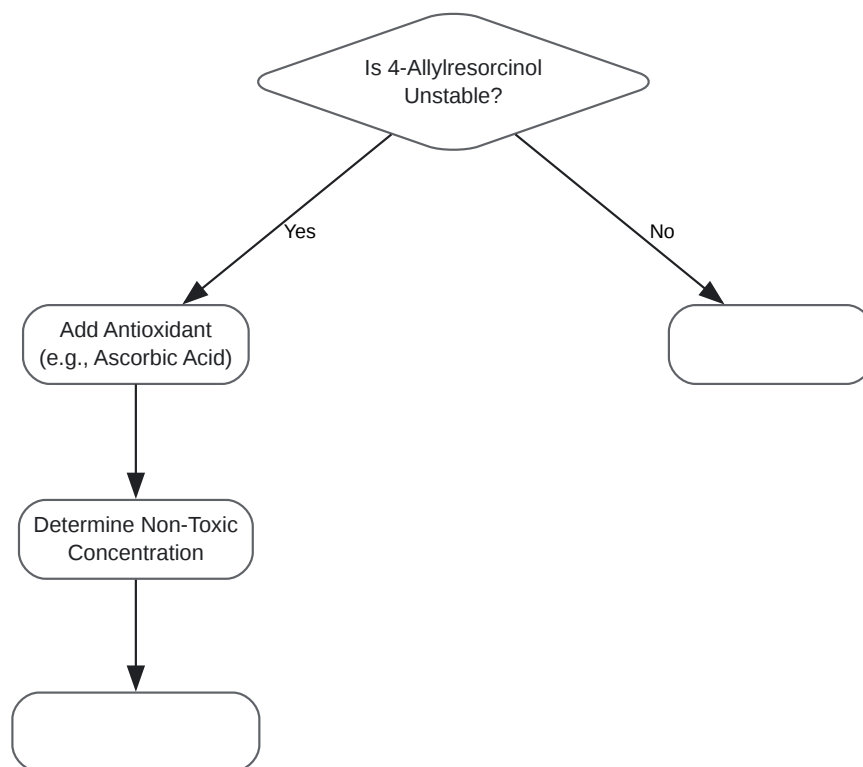 Is 4-Allylresorcinol
Unstable?
Yes
No
Add Antioxidant
(e.g., Ascorbic Acid)
Determine Non-Toxic
Concentration